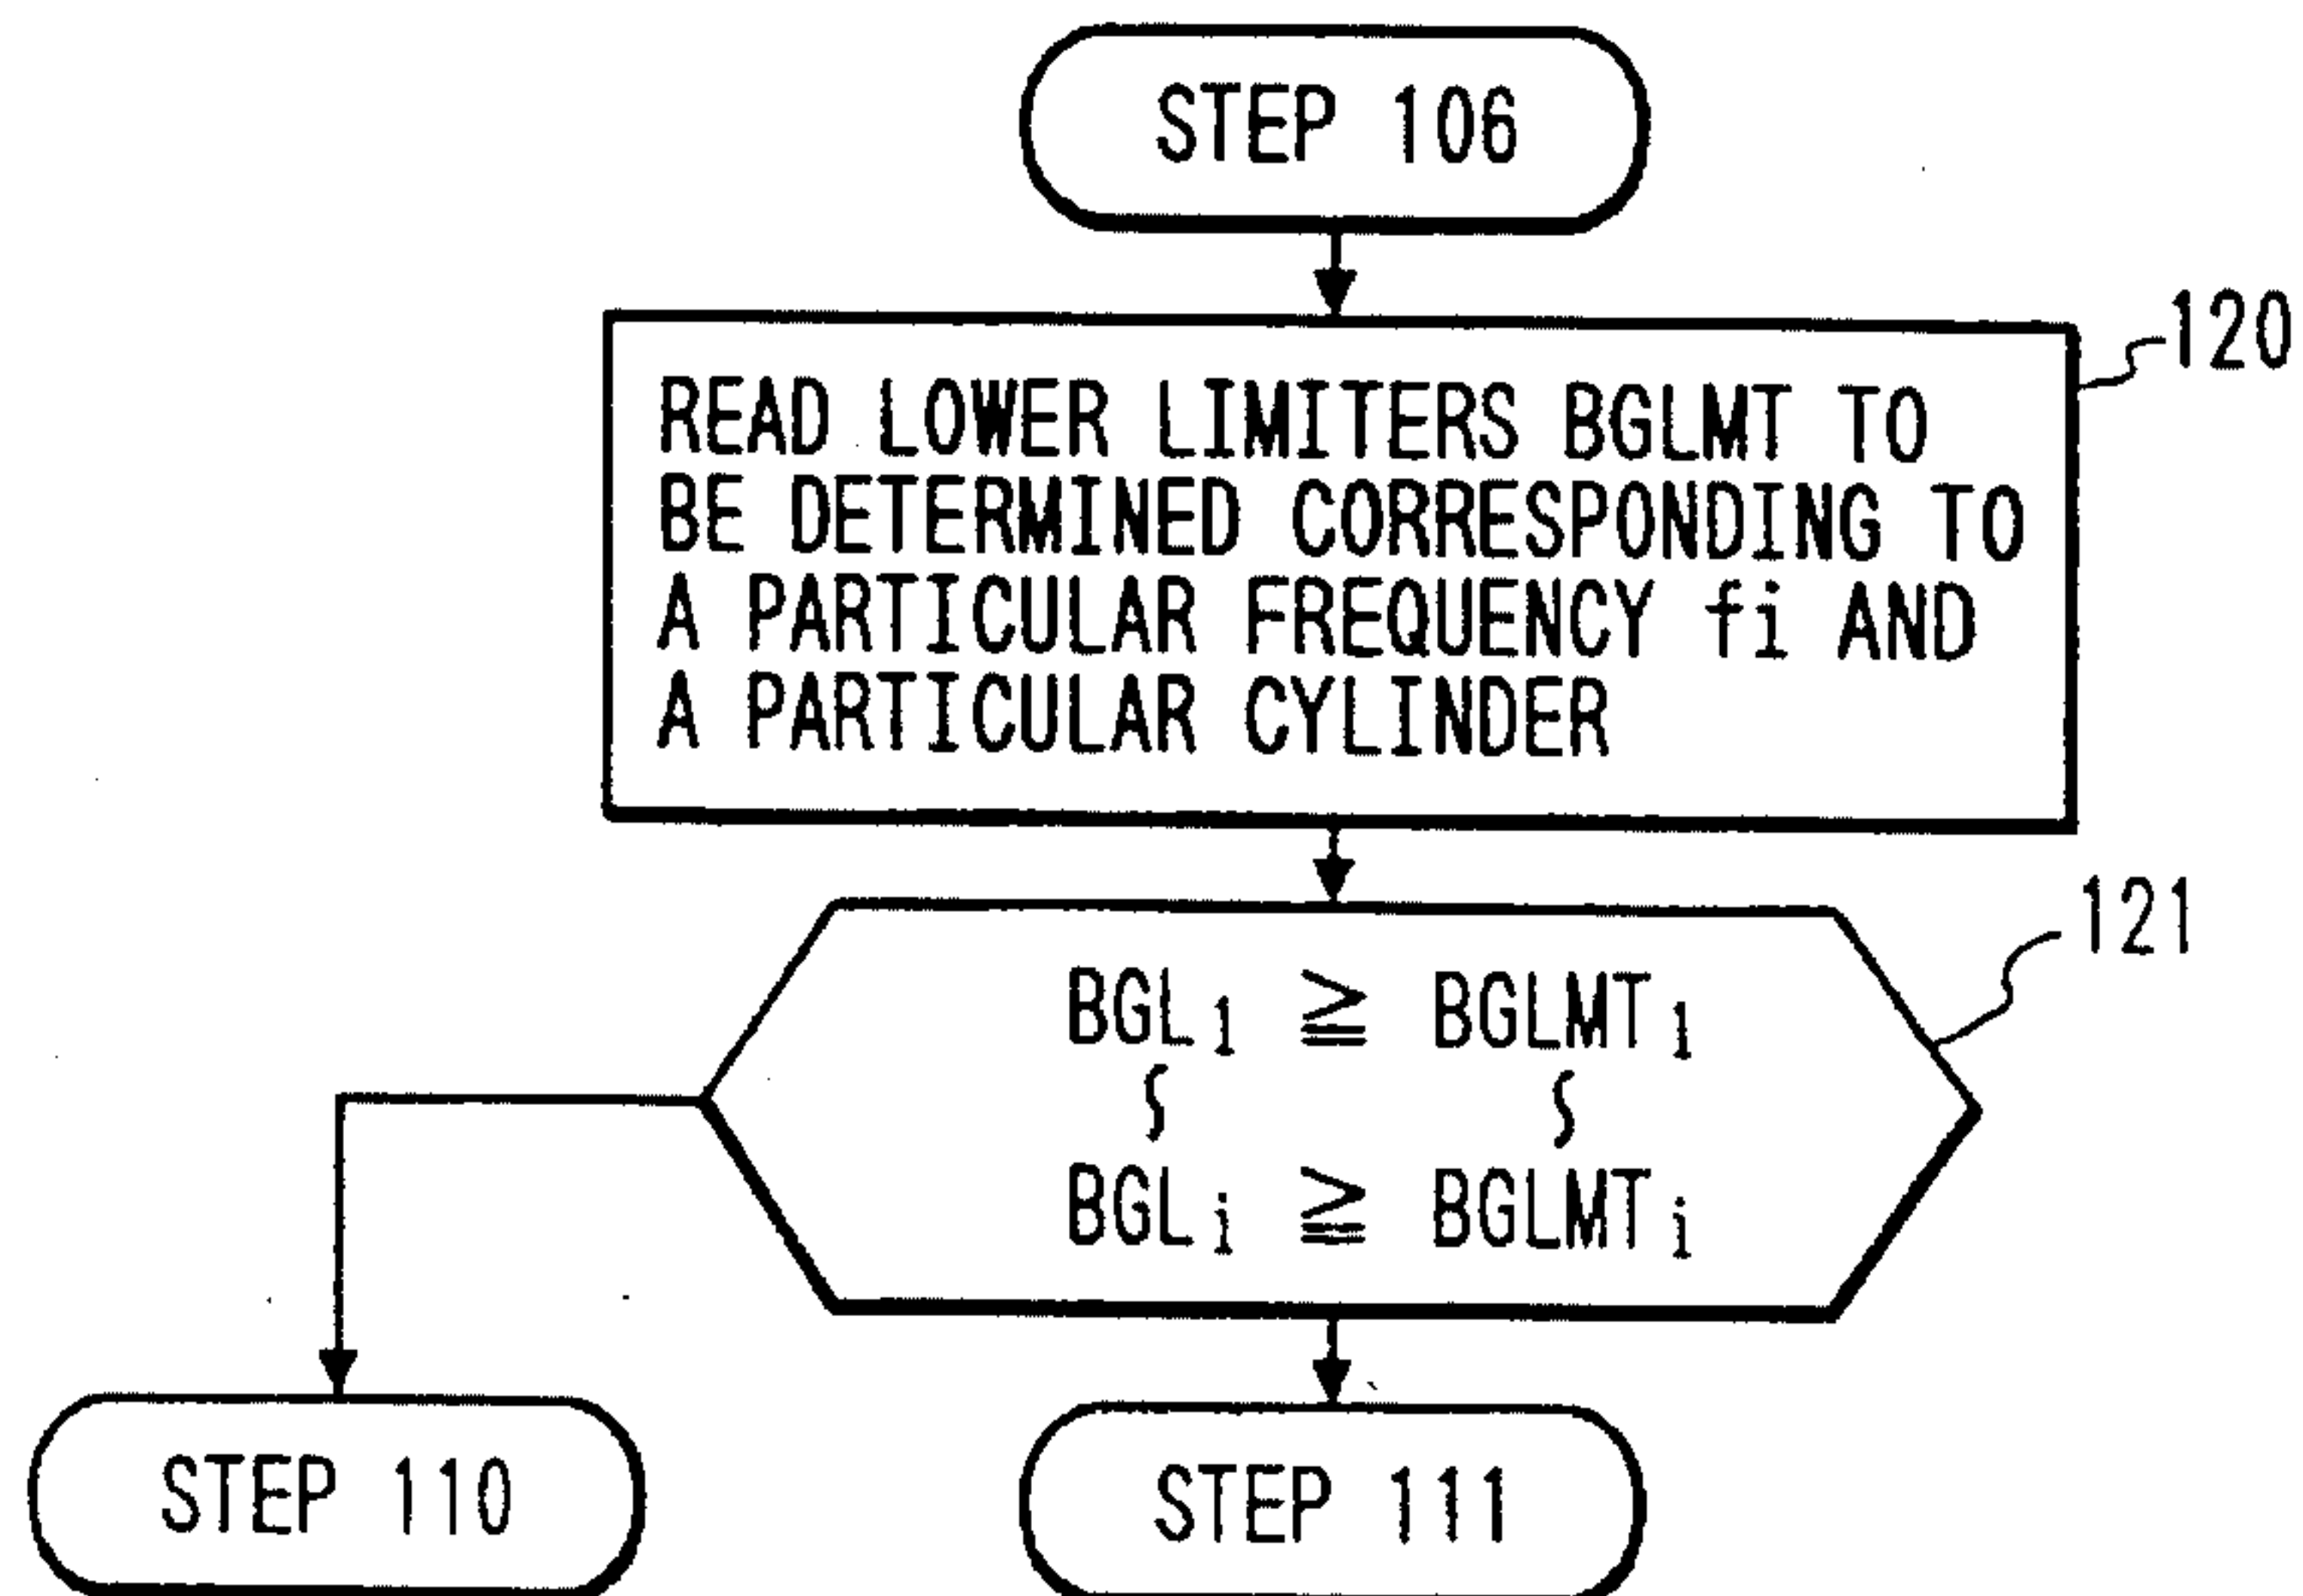 STEP 106
120
READ LOWER LIMITERS BGLMT TO
BE DETERMINED CORRESPONDING TO
A PARTICULAR FREQUENCY fi AND
A PARTICULAR CYLINDER
121
BGL₁ ≧ BGLMT₁
∫ ∫
BGLᵢ ≧ BGLMTᵢ
STEP 110
STEP 111